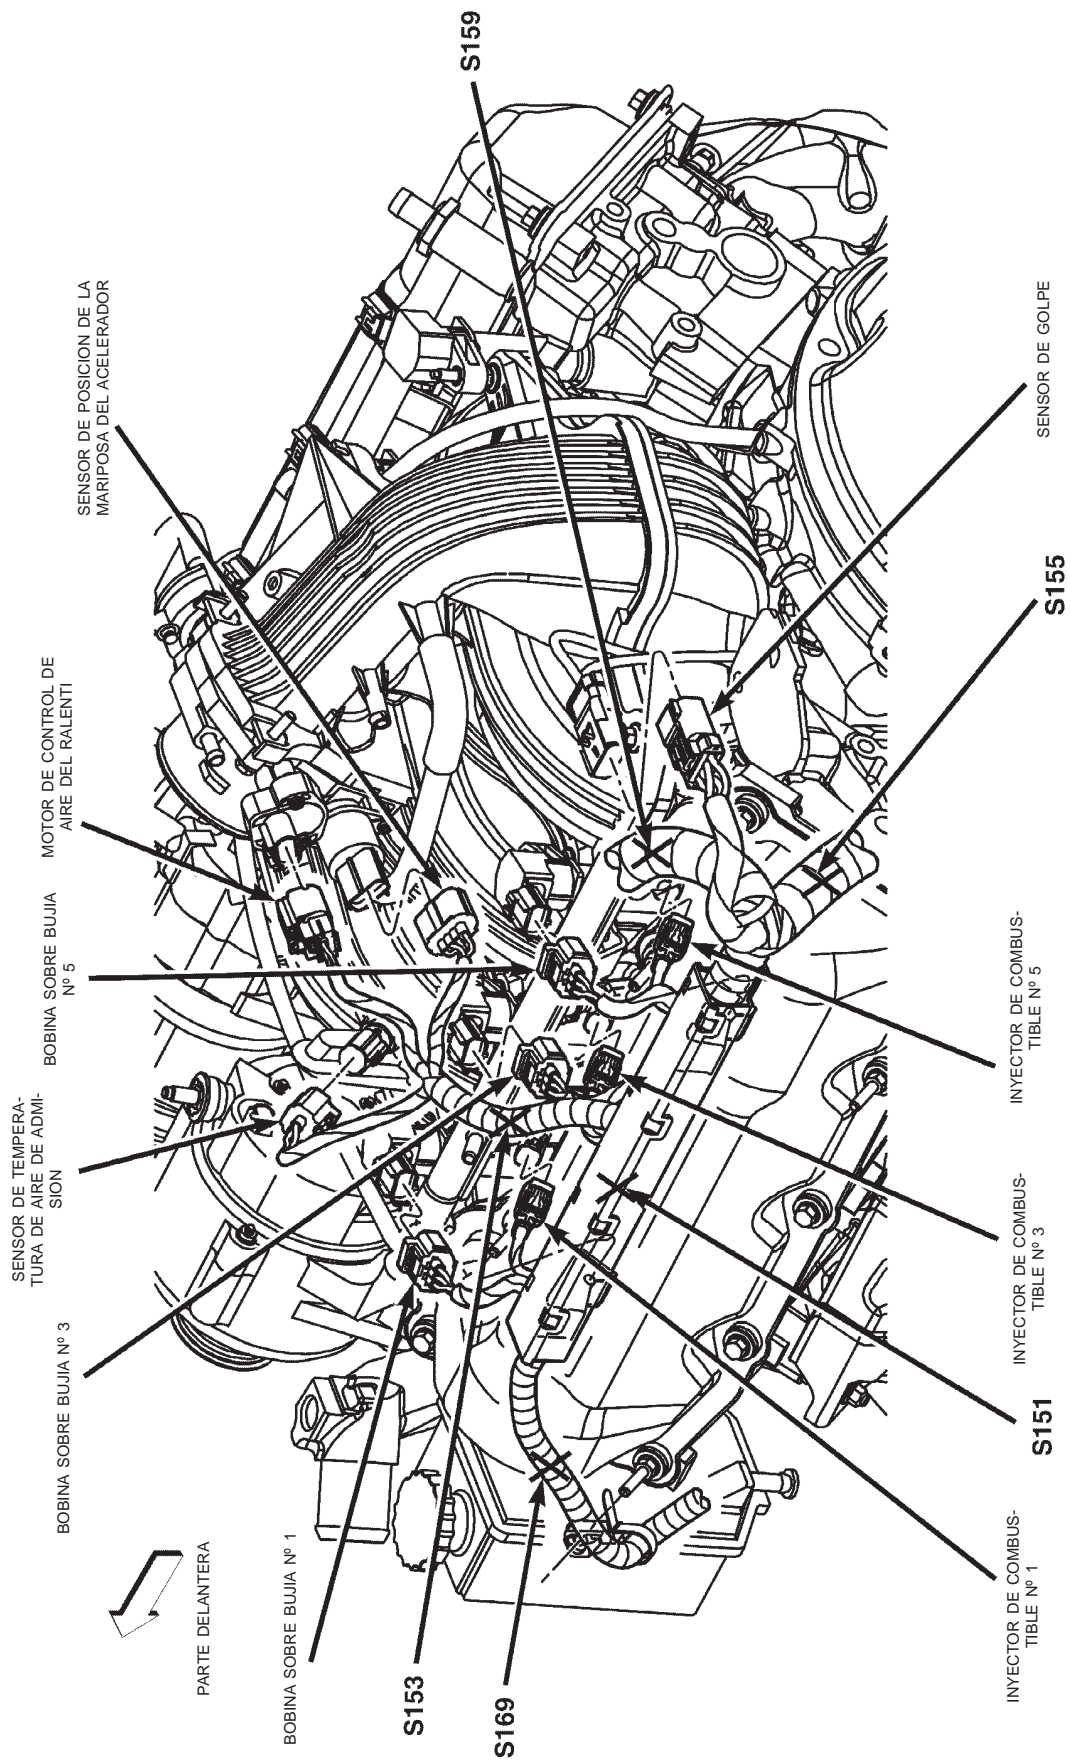 PARTE DELANTERA
BOBINA SOBRE BUJIA Nº 3
SENSOR DE TEMPERA-
TURA DE AIRE DE ADMI-
SION
BOBINA SOBRE BUJIA
Nº 5
MOTOR DE CONTROL DE
AIRE DEL RALENTI
SENSOR DE POSICION DE LA
MARIPOSA DEL ACELERADOR
S159
BOBINA SOBRE BUJIA Nº 1
S153
S169
INYECTOR DE COMBUS-
TIBLE Nº 1
S151
INYECTOR DE COMBUS-
TIBLE Nº 3
INYECTOR DE COMBUS-
TIBLE Nº 5
S155
SENSOR DE GOLPE